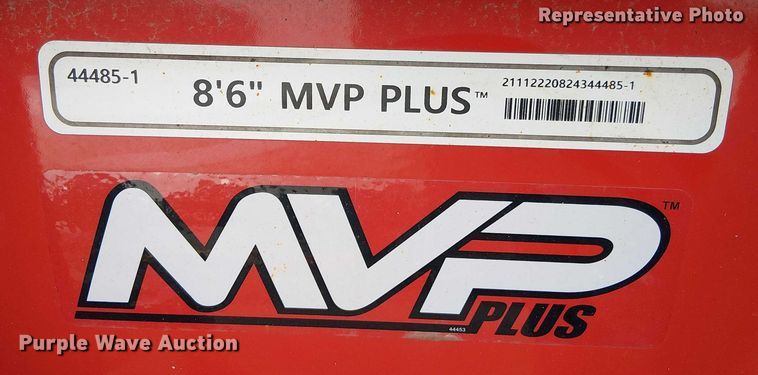 Representative Photo
44485-1
8'6" MVP PLUS™
21112220824344485-1
MVP™
PLUS
44453
Purple Wave Auction